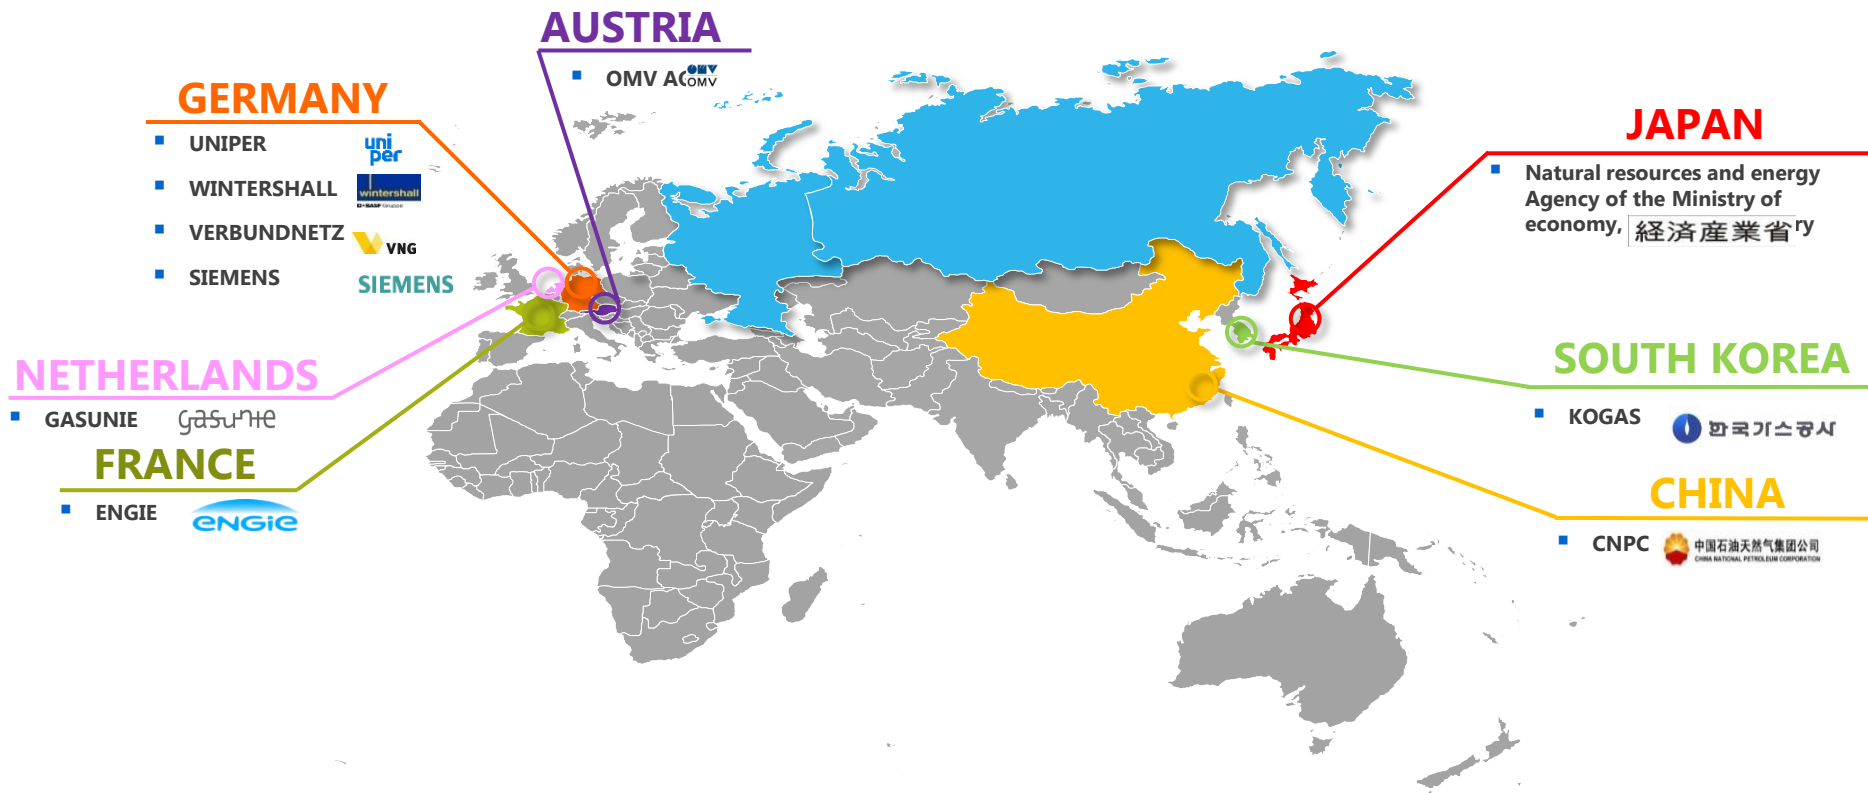 AUSTRIA
OMV AG
OMV
GERMANY
UNIPER
uni
per
WINTERSHALL
wintershall
BASF Gruppe
VERBUNDNETZ
VNG
SIEMENS
SIEMENS
NETHERLANDS
GASUNIE
gasunie
FRANCE
ENGIE
ENGIE
JAPAN
Natural resources and energy
Agency of the Ministry of
economy, 経済産業省 ry
SOUTH KOREA
KOGAS
한국가스공사
CHINA
CNPC
中国石油天然气集团公司
CHINA NATIONAL PETROLEUM CORPORATION